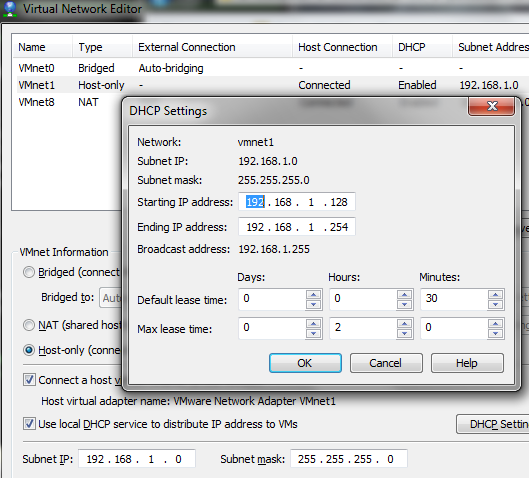 Virtual Network Editor
Name Type External Connection Host Connection DHCP Subnet Addre
VMnet0 Bridged Auto-bridging - - -
VMnet1 Host-only - Connected Enabled 192.168.1.0
VMnet8 NAT
DHCP Settings
Network: vmnet1
Subnet IP: 192.168.1.0
Subnet mask: 255.255.255.0
Starting IP address: 192 . 168 . 1 . 128
Ending IP address: 192 . 168 . 1 . 254
Broadcast address: 192.168.1.255
Days: Hours: Minutes:
Default lease time: 0 0 30
Max lease time: 0 2 0
OK Cancel Help
VMnet Information
Bridged (connec
Bridged to: Aut
NAT (shared host
Host-only (conne
Connect a host v
Host virtual adapter name: VMware Network Adapter VMnet1
Use local DHCP service to distribute IP address to VMs
DHCP Settin
Subnet IP: 192 . 168 . 1 . 0 Subnet mask: 255 . 255 . 255 . 0